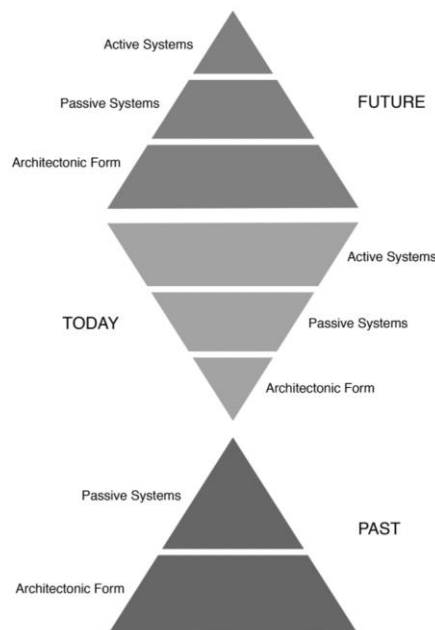 Active Systems
Passive Systems
FUTURE
Architectonic Form
Active Systems
TODAY
Passive Systems
Architectonic Form
Passive Systems
PAST
Architectonic Form